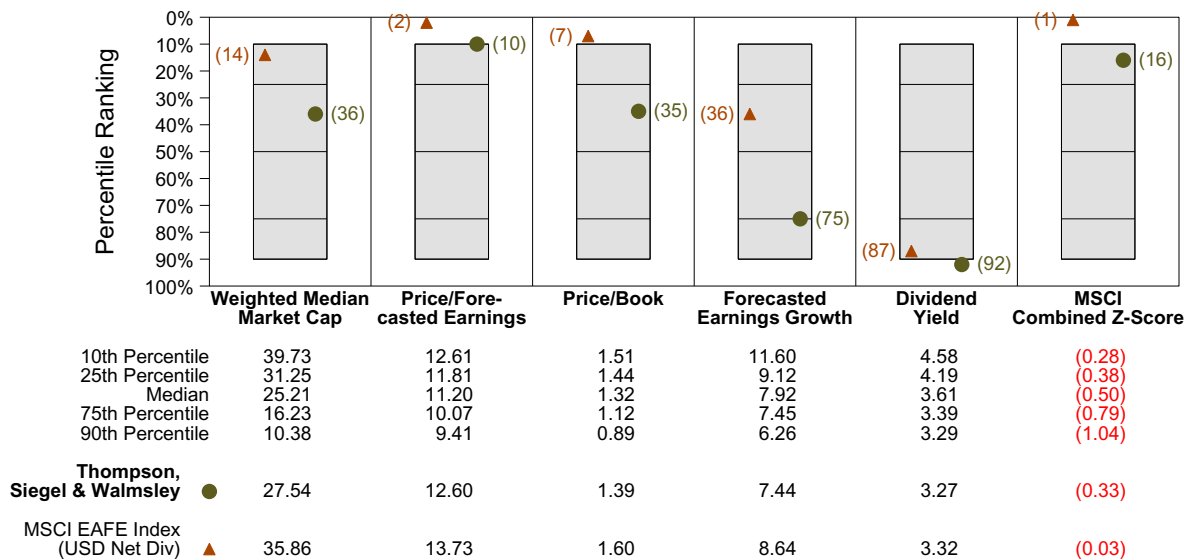 Percentile Ranking
0%
10%
20%
30%
40%
50%
60%
70%
80%
90%
100%
(14)
(36)
(2)
(10)
(7)
(35)
(36)
(75)
(87)
(92)
(1)
(16)
Weighted Median Market Cap
Price/Fore-
casted Earnings
Price/Book
Forecasted
Earnings Growth
Dividend
Yield
MSCI
Combined Z-Score
10th Percentile 39.73 12.61 1.51 11.60 4.58 (0.28)
25th Percentile 31.25 11.81 1.44 9.12 4.19 (0.38)
Median 25.21 11.20 1.32 7.92 3.61 (0.50)
75th Percentile 16.23 10.07 1.12 7.45 3.39 (0.79)
90th Percentile 10.38 9.41 0.89 6.26 3.29 (1.04)
Thompson,
Siegel & Walmsley 27.54 12.60 1.39 7.44 3.27 (0.33)
MSCI EAFE Index
(USD Net Div) 35.86 13.73 1.60 8.64 3.32 (0.03)